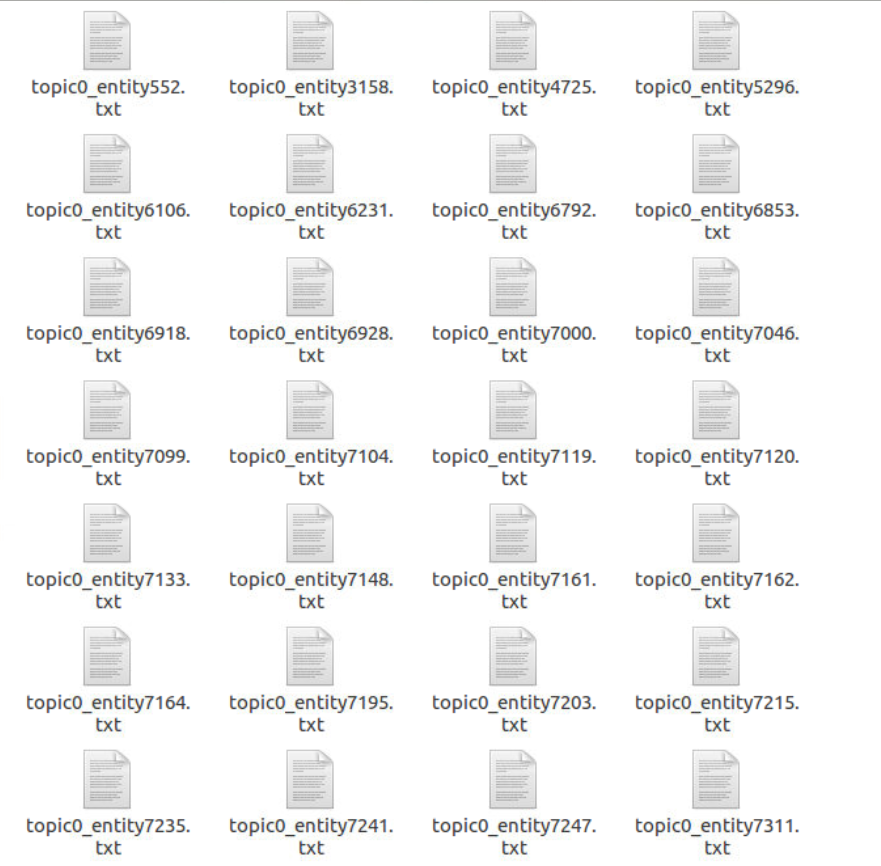 topic0_entity552. topic0_entity3158. topic0_entity4725. topic0_entity5296.
txt txt txt txt
topic0_entity6106. topic0_entity6231. topic0_entity6792. topic0_entity6853.
txt txt txt txt
topic0_entity6918. topic0_entity6928. topic0_entity7000. topic0_entity7046.
txt txt txt txt
topic0_entity7099. topic0_entity7104. topic0_entity7119. topic0_entity7120.
txt txt txt txt
topic0_entity7133. topic0_entity7148. topic0_entity7161. topic0_entity7162.
txt txt txt txt
topic0_entity7164. topic0_entity7195. topic0_entity7203. topic0_entity7215.
txt txt txt txt
topic0_entity7235. topic0_entity7241. topic0_entity7247. topic0_entity7311.
txt txt txt txt